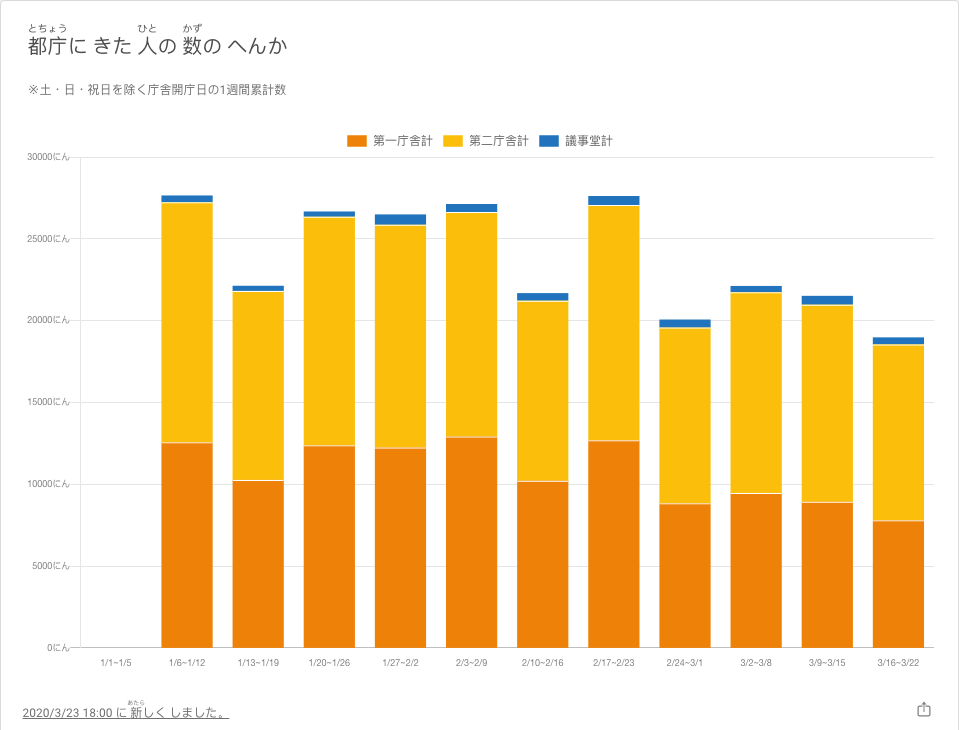 とちょう ひと かず
都庁に きた 人の 数の へんか
※土・日・祝日を除く庁舎開庁日の1週間累計数
第一庁舎計 第二庁舎計 議事堂計
30000にん
25000にん
20000にん
15000にん
10000にん
5000にん
0にん
1/1~1/5 1/6~1/12 1/13~1/19 1/20~1/26 1/27~2/2 2/3~2/9 2/10~2/16 2/17~2/23 2/24~3/1 3/2~3/8 3/9~3/15 3/16~3/22
あたら
2020/3/23 18:00 に 新しく しました。